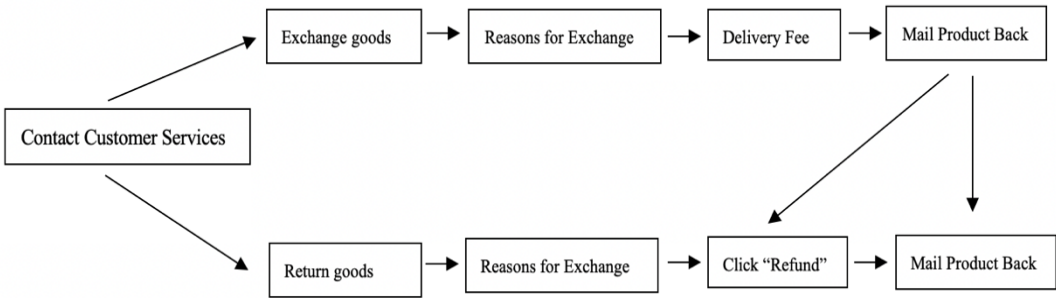 Exchange goods
Reasons for Exchange
Delivery Fee
Mail Product Back
Contact Customer Services
Return goods
Reasons for Exchange
Click “Refund”
Mail Product Back